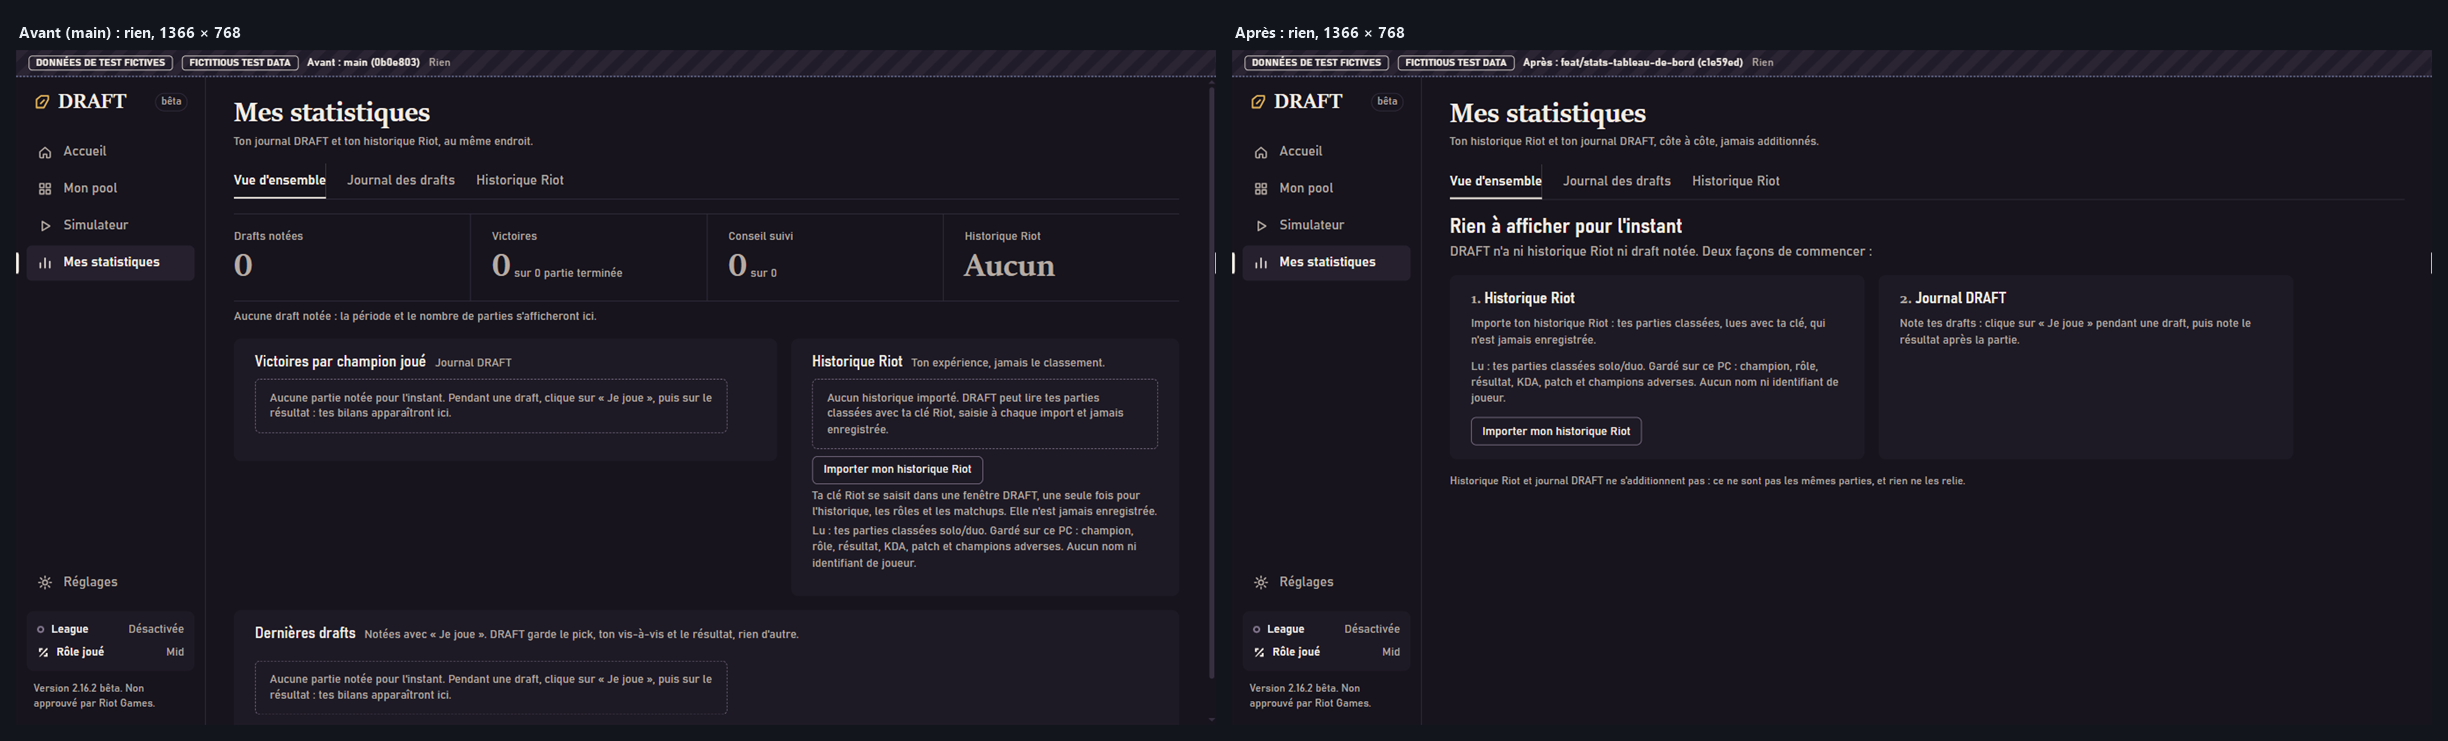 Avant (main) : rien, 1366 × 768
DONNÉES DE TEST FICTIVES FICTITIOUS TEST DATA Avant : main (0b0e803) Rien
DRAFT bêta
Accueil
Mon pool
Simulateur
Mes statistiques
Réglages
League Désactivée
Rôle joué Mid
Version 2.16.2 bêta. Non
approuvé par Riot Games.
Mes statistiques
Ton journal DRAFT et ton historique Riot, au même endroit.
Vue d'ensemble Journal des drafts Historique Riot
Drafts notées
0
Victoires
0 sur 0 partie terminée
Conseil suivi
0 sur 0
Historique Riot
Aucun
Aucune draft notée : la période et le nombre de parties s'afficheront ici.
Victoires par champion joué Journal DRAFT
Aucune partie notée pour l'instant. Pendant une draft, clique sur « Je joue », puis sur le
résultat : tes bilans apparaîtront ici.
Historique Riot Ton expérience, jamais le classement.
Aucun historique importé. DRAFT peut lire tes parties
classées avec ta clé Riot, saisie à chaque import et jamais
enregistrée.
Importer mon historique Riot
Ta clé Riot se saisit dans une fenêtre DRAFT, une seule fois pour
l'historique, les rôles et les matchups. Elle n'est jamais enregistrée.
Lu : tes parties classées solo/duo. Gardé sur ce PC : champion,
rôle, résultat, KDA, patch et champions adverses. Aucun nom ni
identifiant de joueur.
Dernières drafts Notées avec « Je joue ». DRAFT garde le pick, ton vis-à-vis et le résultat, rien d'autre.
Aucune partie notée pour l'instant. Pendant une draft, clique sur « Je joue », puis sur le
résultat : tes bilans apparaîtront ici.
Après : rien, 1366 × 768
DONNÉES DE TEST FICTIVES FICTITIOUS TEST DATA Après : feat/stats-tableau-de-bord (c1e59ed) Rien
DRAFT bêta
Accueil
Mon pool
Simulateur
Mes statistiques
Réglages
League Désactivée
Rôle joué Mid
Version 2.16.2 bêta. Non
approuvé par Riot Games.
Mes statistiques
Ton historique Riot et ton journal DRAFT, côte à côte, jamais additionnés.
Vue d'ensemble Journal des drafts Historique Riot
Rien à afficher pour l'instant
DRAFT n'a ni historique Riot ni draft notée. Deux façons de commencer :
1. Historique Riot
Importe ton historique Riot : tes parties classées, lues avec ta clé, qui
n'est jamais enregistrée.
Lu : tes parties classées solo/duo. Gardé sur ce PC : champion, rôle,
résultat, KDA, patch et champions adverses. Aucun nom ni identifiant de
joueur.
Importer mon historique Riot
2. Journal DRAFT
Note tes drafts : clique sur « Je joue » pendant une draft, puis note le
résultat après la partie.
Historique Riot et journal DRAFT ne s'additionnent pas : ce ne sont pas les mêmes parties, et rien ne les relie.